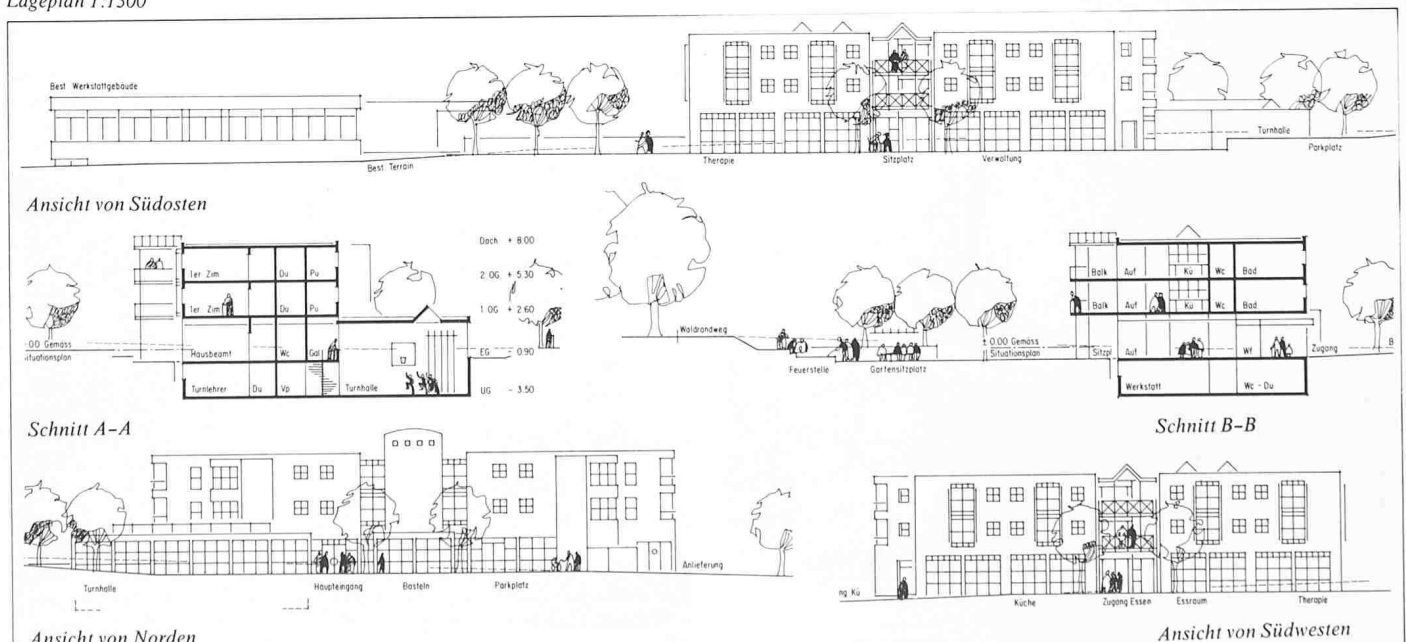 Lageplan 1:1500
Best. Werkstattgebäude
Best. Terrain
Therapie
Sitzplatz
Verwaltung
Turnhalle
Parkplatz
Ansicht von Südosten
1er Zim Du Pu
1er Zim Du Pu
Hausbeamt Wc Gal
Turnlehrer Du Vp Turnhalle
00 Gemäss
ituationsplan
Dach + 8.00
2. OG + 5.30
1 OG + 2.60
EG - 0.90
UG - 3.50
Schnitt A-A
Waldrandweg
Feuerstelle
Gartensitzplatz
± 0.00 Gemäss
Situationsplan
Balk Auf Kü Wc Bad
Balk Auf Kü Wc Bad
Sitzpl Auf Wf Zugang
B
Werkstatt Wc - Du
Schnitt B-B
Turnhalle
Haupteingang
Basteln
Parkplatz
Anlieferung
Ansicht von Norden
ng Kü
Küche
Zugang Essen
Essraum
Therapie
Ansicht von Südwesten